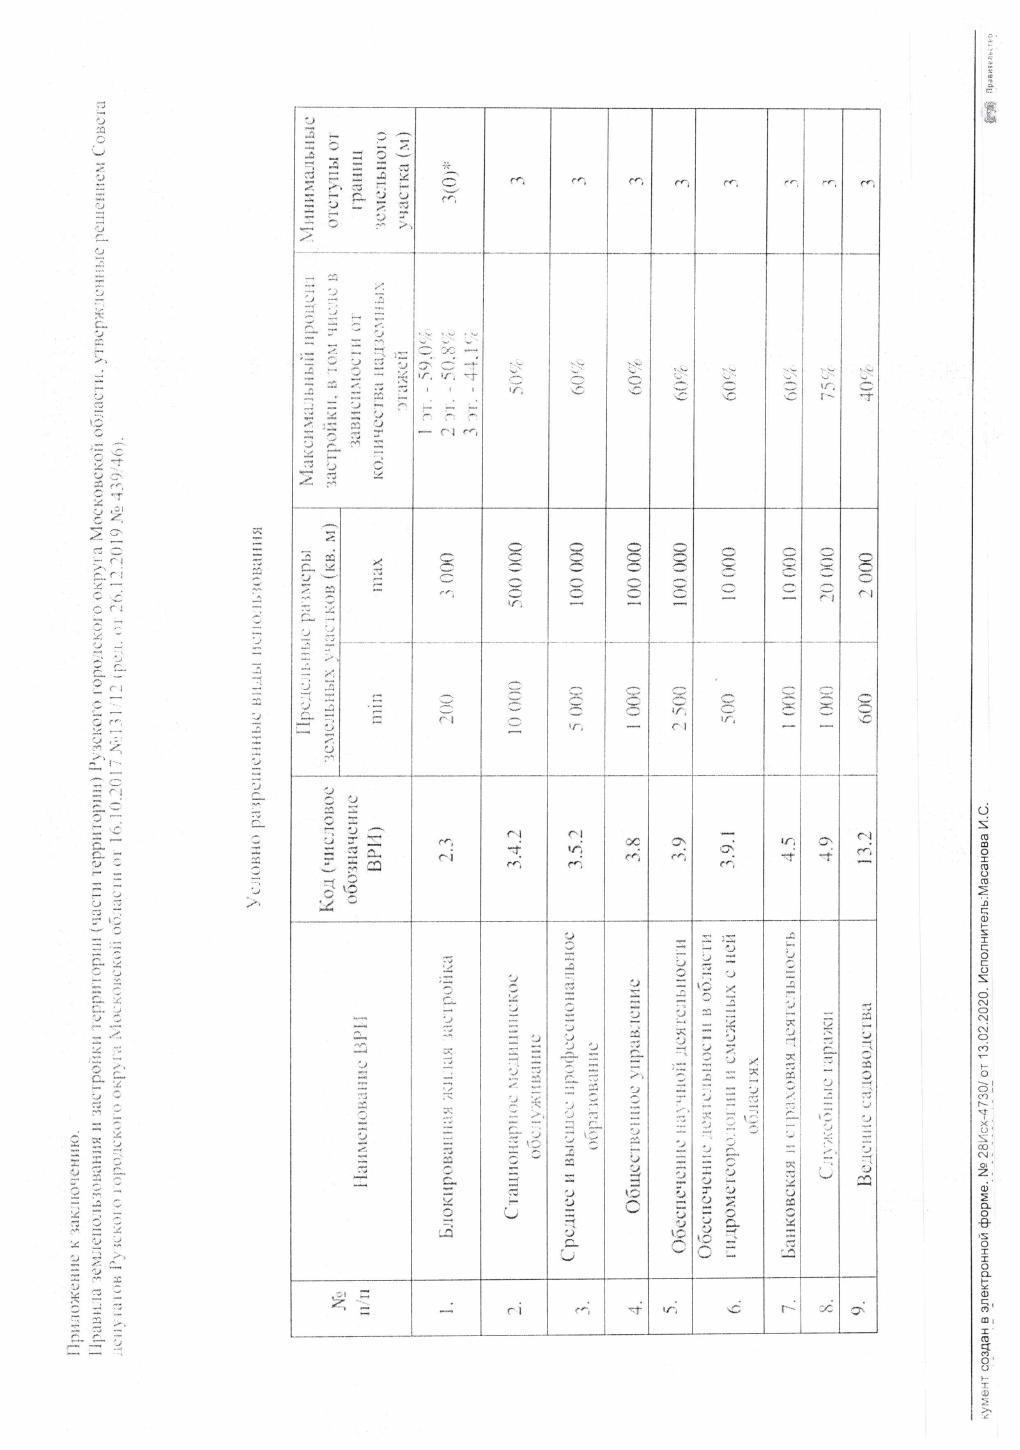 Приложение к заключению.
Правила землепользования и застройки территории (части территории) Рузского городского округа Московской области, утвержденные решением Совета
депутатов Рузского городского округа Московской области от 16.10.2017 №131/12 (ред. от 26.12.2019 № 439/46).
Условно разрешенные виды использования
№ п/п
Наименование ВРИ
Код (числовое обозначение ВРИ)
Предельные размеры земельных участков (кв. м)
min
max
Максимальный процент застройки, в том числе в зависимости от количества надземных этажей
Минимальные отступы от границ земельного участка (м)
1. Блокированная жилая застройка 2.3 200 3 000 1 эт. - 59,0% 2 эт. - 50,8% 3 эт. - 44,1% 3(0)*
2. Стационарное медицинское обслуживание 3.4.2 10 000 500 000 50% 3
3. Среднее и высшее профессиональное образование 3.5.2 5 000 100 000 60% 3
4. Общественное управление 3.8 1 000 100 000 60% 3
5. Обеспечение научной деятельности 3.9 2 500 100 000 60% 3
6. Обеспечение деятельности в области гидрометеорологии и смежных с ней областях 3.9.1 500 10 000 60% 3
7. Банковская и страховая деятельность 4.5 1 000 10 000 60% 3
8. Служебные гаражи 4.9 1 000 20 000 75% 3
9. Ведение садоводства 13.2 600 2 000 40% 3
кумент создан в электронной форме. № 28Исх-4730/ от 13.02.2020. Исполнитель:Масанова И.С.
Правительство